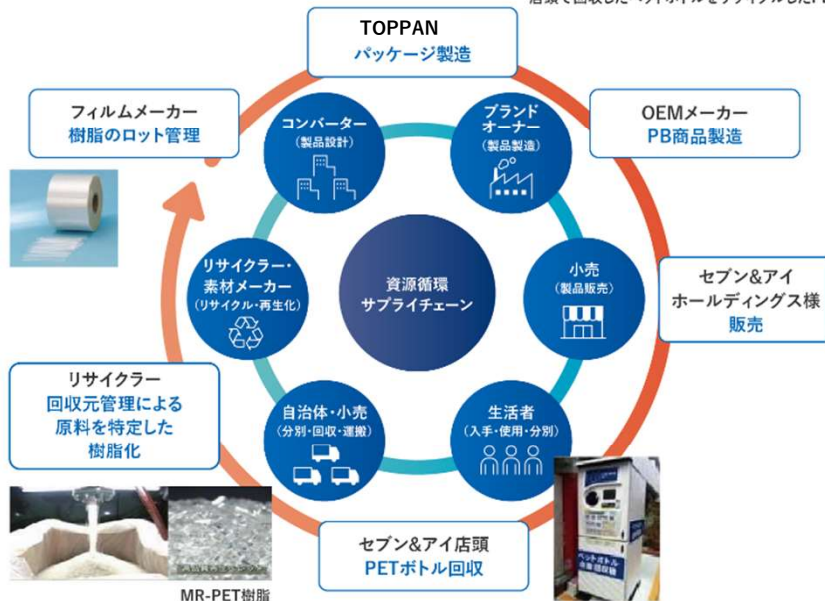 TOPPAN
パッケージ製造
フィルムメーカー
樹脂のロット管理
コンバーター
（製品設計）
ブランド
オーナー
（製品製造）
OEMメーカー
PB商品製造
リサイクラー・
素材メーカー
（リサイクル・再生化）
資源循環
サプライチェーン
小売
（製品販売）
セブン&アイ
ホールディングス様
販売
リサイクラー
回収元管理による
原料を特定した
樹脂化
自治体・小売
（分別・回収・運搬）
生活者
（入手・使用・分別）
セブン&アイ店頭
PETボトル回収
ペットボトル
MR-PET樹脂